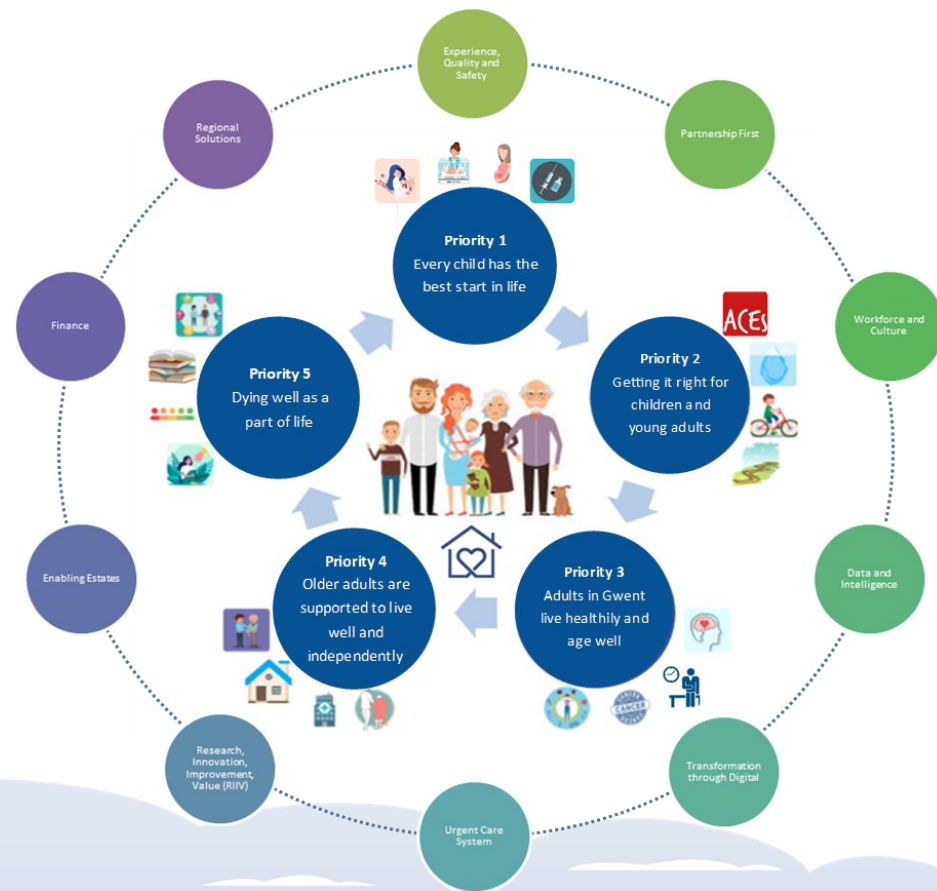 Experience,
Quality and
Safety
Regional
Solutions
Partnership First
Priority 1
Every child has the
best start in life
ACEs
Finance
Workforce and Culture
Priority 2
Getting it right for
children and
young adults
Priority 5
Dying well as a
part of life
Priority 4
Older adults are
supported to live
well and
independently
Priority 3
Adults in Gwent
live healthily and
age well
Enabling Estates
Data and
Intelligence
CANCER
Research,
Innovation,
Improvement,
Value (RIIV)
Transformation
through Digital
Urgent Care
System